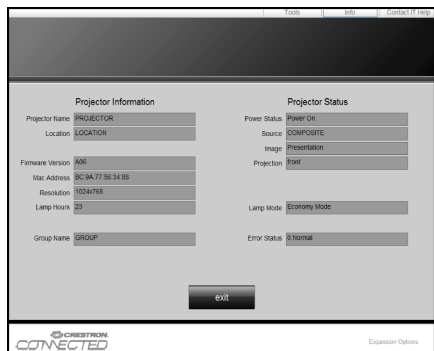 Tools Info Contact IT Help
Projector Information
Projector Name PROJECTOR
Location LOCATION
Firmware Version A06
Mac Address BC:9A:77:56:34:88
Resolution 1024x768
Lamp Hours 23
Group Name GROUP
Projector Status
Power Status Power On.
Source COMPOSITE
Image Presentation
Projection front
Lamp Mode Economy Mode
Error Status 0:Normal
exit
CRESTRON
CONNECTED
Expansion Options